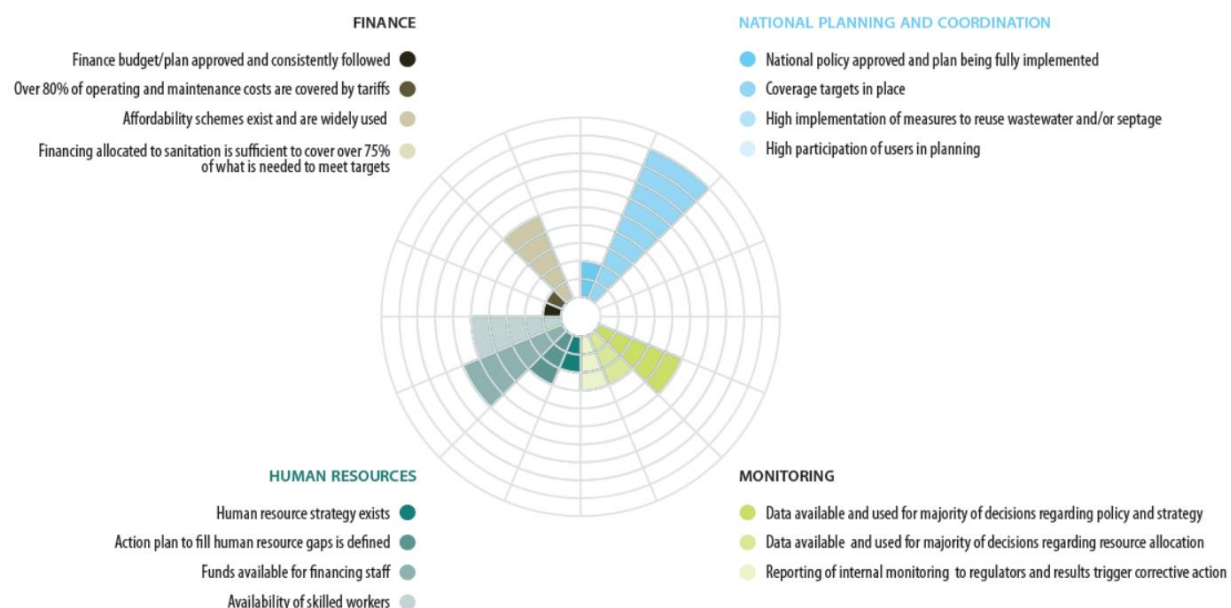 FINANCE
Finance budget/plan approved and consistently followed
Over 80% of operating and maintenance costs are covered by tariffs
Affordability schemes exist and are widely used
Financing allocated to sanitation is sufficient to cover over 75%
of what is needed to meet targets
NATIONAL PLANNING AND COORDINATION
National policy approved and plan being fully implemented
Coverage targets in place
High implementation of measures to reuse wastewater and/or septage
High participation of users in planning
HUMAN RESOURCES
Human resource strategy exists
Action plan to fill human resource gaps is defined
Funds available for financing staff
Availability of skilled workers
MONITORING
Data available and used for majority of decisions regarding policy and strategy
Data available and used for majority of decisions regarding resource allocation
Reporting of internal monitoring to regulators and results trigger corrective action